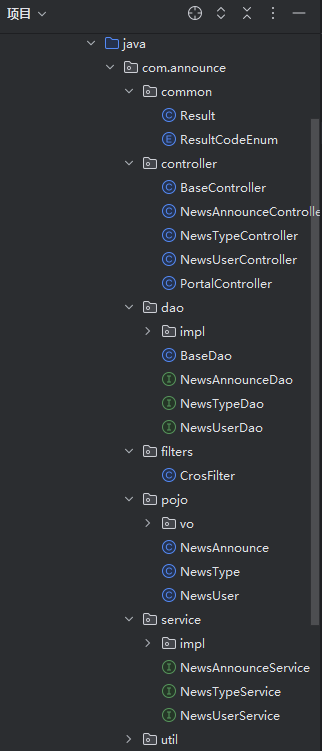 项目
java
com.announce
common
C Result
E ResultCodeEnum
controller
C BaseController
C NewsAnnounceControlle
C NewsTypeController
C NewsUserController
C PortalController
dao
impl
C BaseDao
I NewsAnnounceDao
I NewsTypeDao
I NewsUserDao
filters
C CrosFilter
pojo
vo
C NewsAnnounce
C NewsType
C NewsUser
service
impl
I NewsAnnounceService
I NewsTypeService
I NewsUserService
util